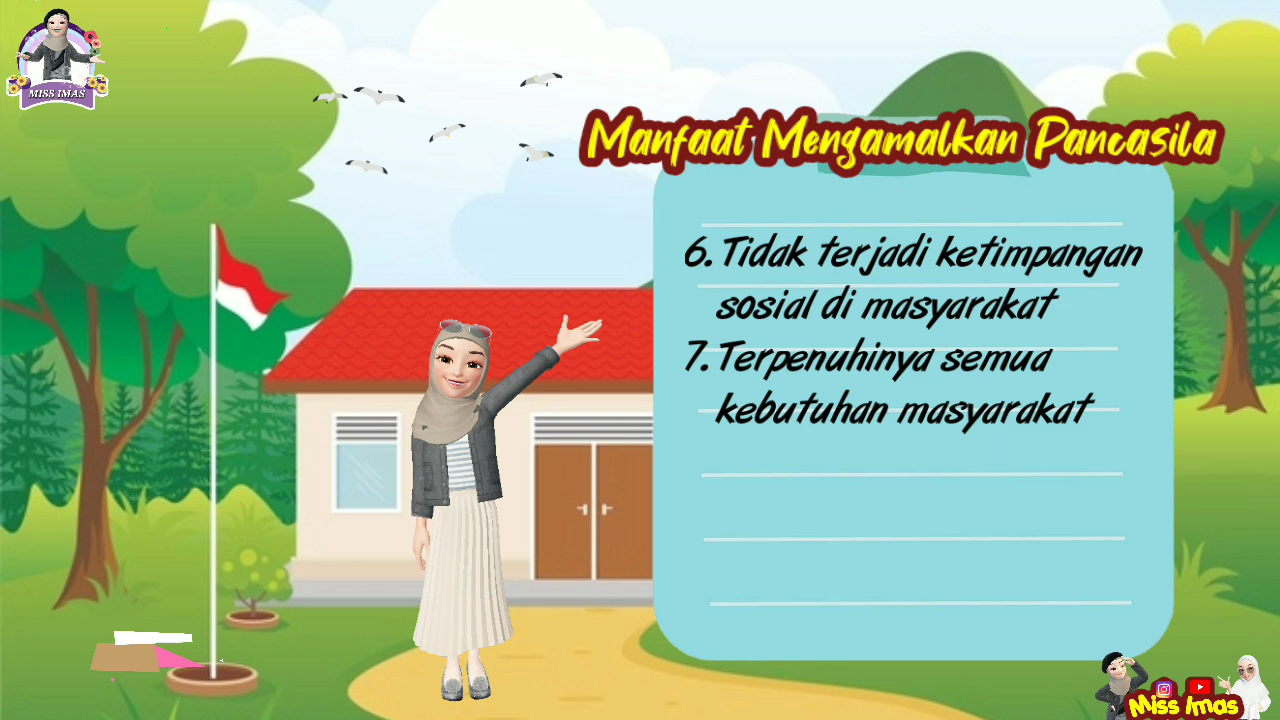 MISS IMAS
Manfaat Mengamalkan Pancasila
6. Tidak terjadi ketimpangan
sosial di masyarakat
7. Terpenuhinya semua
kebutuhan masyarakat
Miss Imas